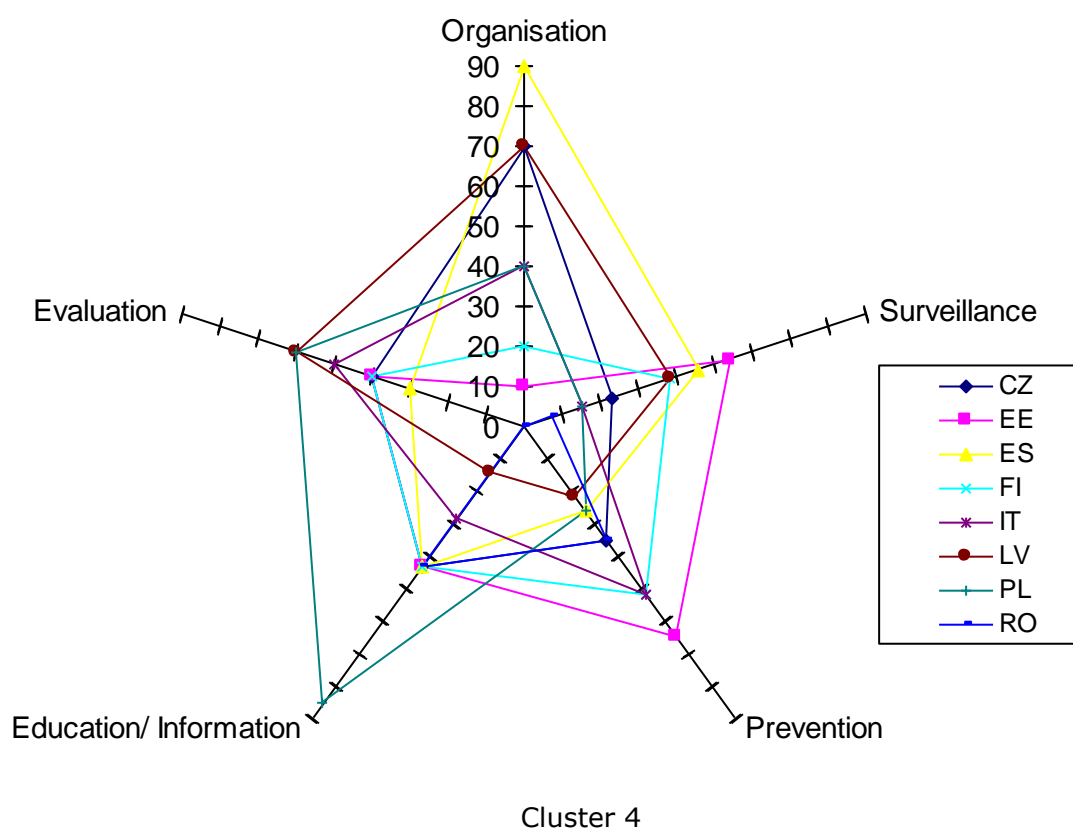 Organisation
90
80
70
60
50
40
30
20
10
0
Surveillance
Prevention
Education/ Information
Evaluation
CZ
EE
ES
FI
IT
LV
PL
RO
Cluster 4